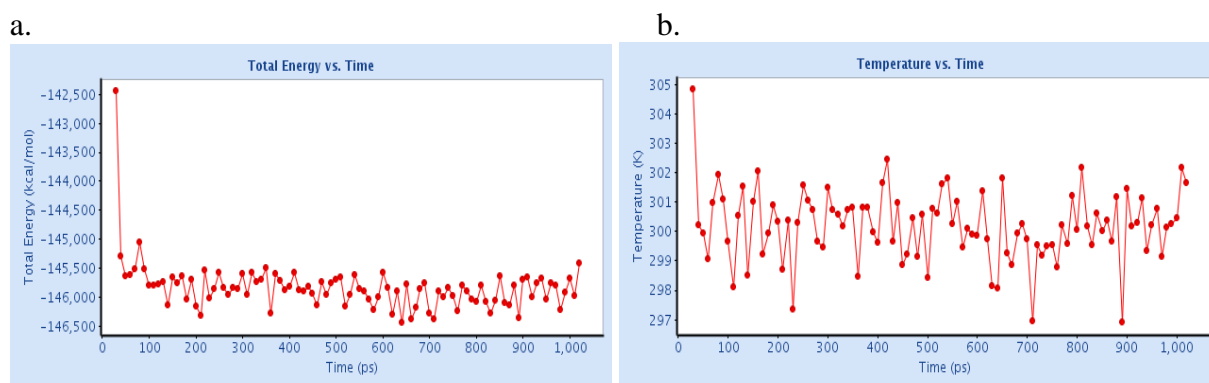 a.
Total Energy vs. Time
Total Energy (kcal/mol)
-142,500
-143,000
-143,500
-144,000
-144,500
-145,000
-145,500
-146,000
-146,500
0 100 200 300 400 500 600 700 800 900 1,000
Time (ps)
b.
Temperature vs. Time
Temperature (K)
305
304
303
302
301
300
299
298
297
0 100 200 300 400 500 600 700 800 900 1,000
Time (ps)